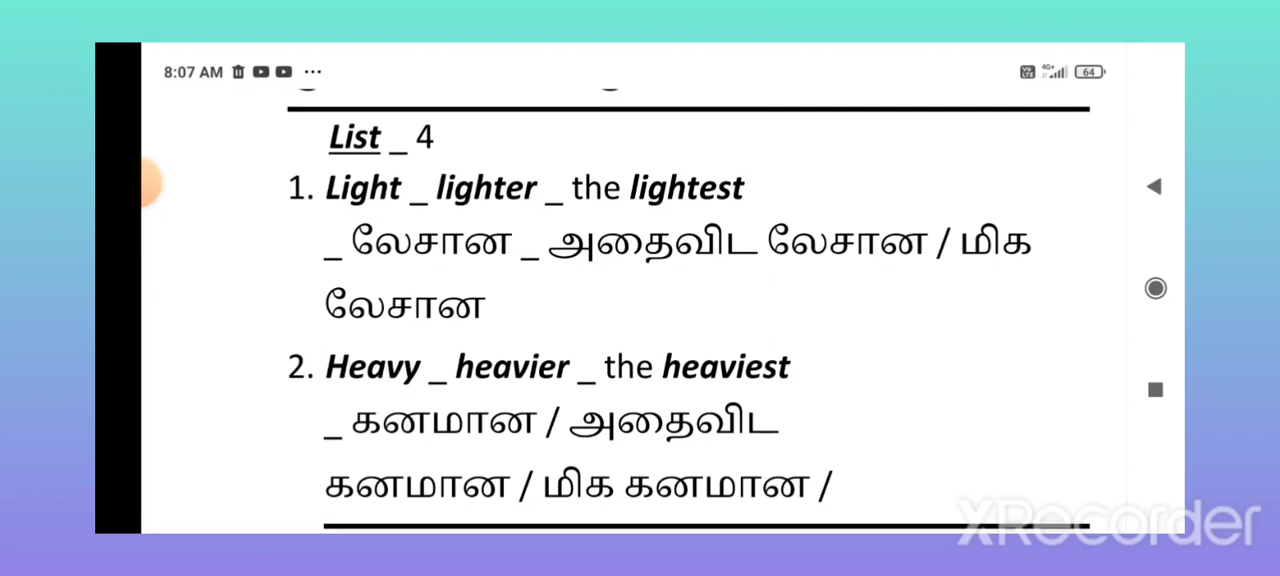 8:07 AM ... 4G+ 64
List _ 4
1. Light _ lighter _ the lightest
_ லேசான _ அதைவிட லேசான / மிக
லேசான
2. Heavy _ heavier _ the heaviest
_ கனமான / அதைவிட
கனமான / மிக கனமான /
XRecorder